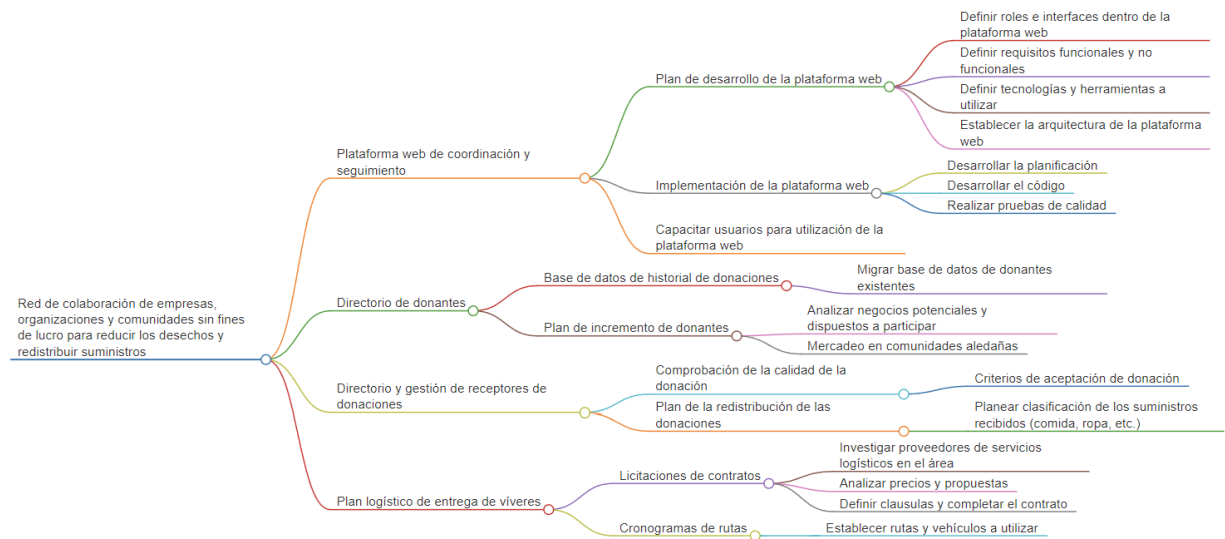 Red de colaboración de empresas,
organizaciones y comunidades sin fines
de lucro para reducir los desechos y
redistribuir suministros
Plataforma web de coordinación y
seguimiento
Plan de desarrollo de la plataforma web
Definir roles e interfaces dentro de la
plataforma web
Definir requisitos funcionales y no
funcionales
Definir tecnologías y herramientas a
utilizar
Establecer la arquitectura de la plataforma
web
Implementación de la plataforma web
Desarrollar la planificación
Desarrollar el código
Realizar pruebas de calidad
Capacitar usuarios para utilización de la
plataforma web
Directorio de donantes
Base de datos de historial de donaciones
Migrar base de datos de donantes
existentes
Plan de incremento de donantes
Analizar negocios potenciales y
dispuestos a participar
Mercadeo en comunidades aledañas
Directorio y gestión de receptores de
donaciones
Comprobación de la calidad de la
donación
Criterios de aceptación de donación
Plan de la redistribución de las
donaciones
Planear clasificación de los suministros
recibidos (comida, ropa, etc.)
Plan logístico de entrega de víveres
Licitaciones de contratos
Investigar proveedores de servicios
logísticos en el área
Analizar precios y propuestas
Definir clausulas y completar el contrato
Cronogramas de rutas
Establecer rutas y vehículos a utilizar